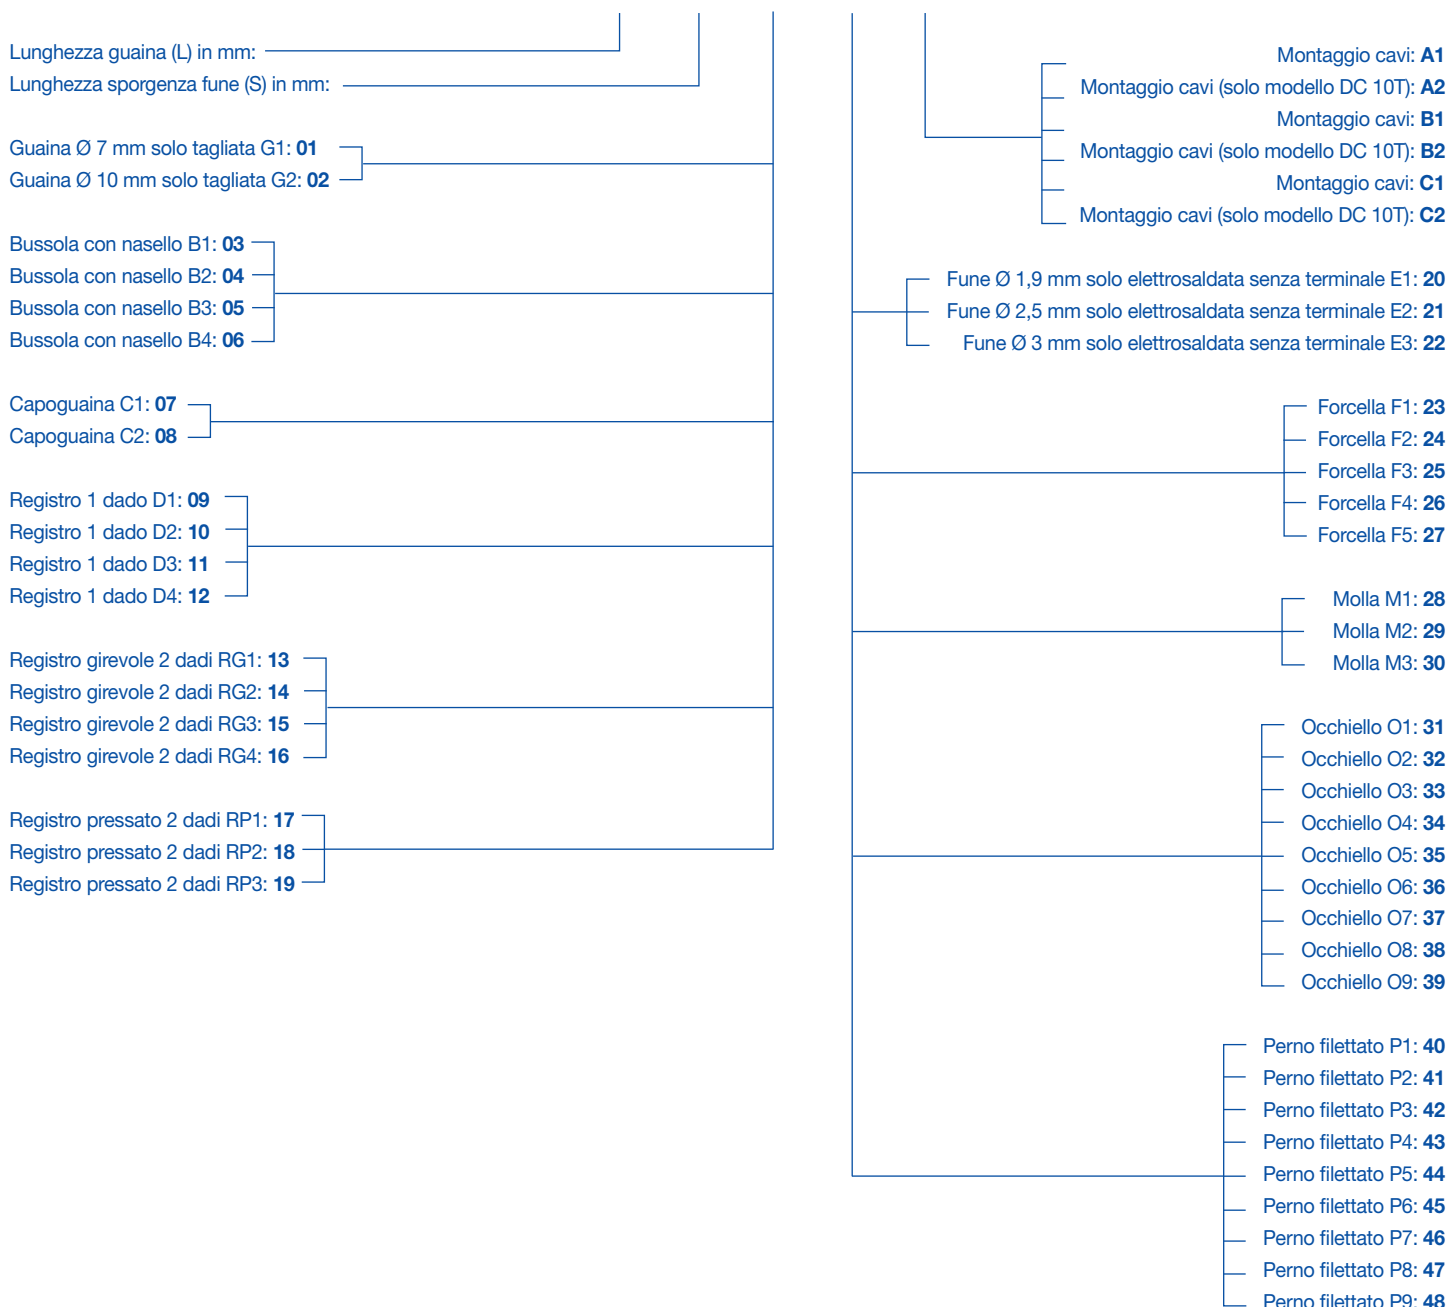 Lunghezza guaina (L) in mm:
Lunghezza sporgenza fune (S) in mm:
Guaina Ø 7 mm solo tagliata G1: 01
Guaina Ø 10 mm solo tagliata G2: 02
Bussola con nasello B1: 03
Bussola con nasello B2: 04
Bussola con nasello B3: 05
Bussola con nasello B4: 06
Capoguaina C1: 07
Capoguaina C2: 08
Registro 1 dado D1: 09
Registro 1 dado D2: 10
Registro 1 dado D3: 11
Registro 1 dado D4: 12
Registro girevole 2 dadi RG1: 13
Registro girevole 2 dadi RG2: 14
Registro girevole 2 dadi RG3: 15
Registro girevole 2 dadi RG4: 16
Registro pressato 2 dadi RP1: 17
Registro pressato 2 dadi RP2: 18
Registro pressato 2 dadi RP3: 19
Montaggio cavi: A1
Montaggio cavi (solo modello DC 10T): A2
Montaggio cavi: B1
Montaggio cavi (solo modello DC 10T): B2
Montaggio cavi: C1
Montaggio cavi (solo modello DC 10T): C2
Fune Ø 1,9 mm solo elettrosaldata senza terminale E1: 20
Fune Ø 2,5 mm solo elettrosaldata senza terminale E2: 21
Fune Ø 3 mm solo elettrosaldata senza terminale E3: 22
Forcella F1: 23
Forcella F2: 24
Forcella F3: 25
Forcella F4: 26
Forcella F5: 27
Molla M1: 28
Molla M2: 29
Molla M3: 30
Occhiello O1: 31
Occhiello O2: 32
Occhiello O3: 33
Occhiello O4: 34
Occhiello O5: 35
Occhiello O6: 36
Occhiello O7: 37
Occhiello O8: 38
Occhiello O9: 39
Perno filettato P1: 40
Perno filettato P2: 41
Perno filettato P3: 42
Perno filettato P4: 43
Perno filettato P5: 44
Perno filettato P6: 45
Perno filettato P7: 46
Perno filettato P8: 47
Perno filettato P9: 48